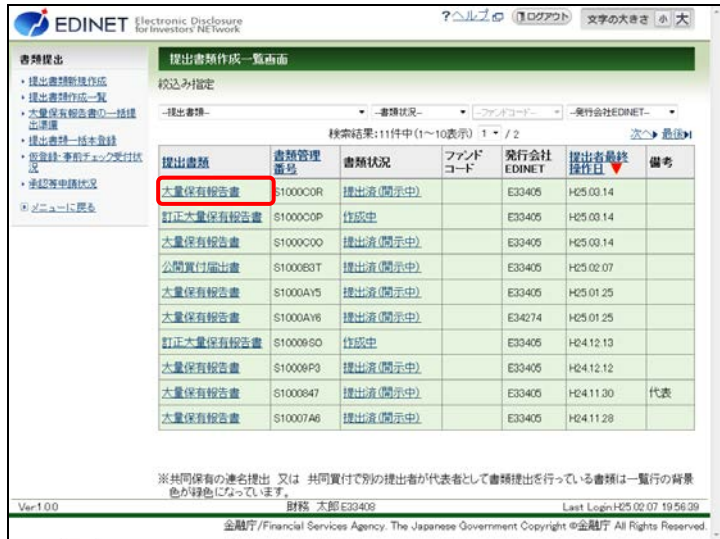 EDINET Electronic Disclosure for Investors' NETwork
?ヘルプ ログアウト 文字の大きさ 小 大
書類提出
・提出書類新規作成
・提出書類作成一覧
・大量保有報告書の一括提出準備
・提出書類一括本登録
・仮登録・事前チェック受付状況
・承認等申請状況
メニューに戻る
提出書類作成一覧画面
絞込み指定
--提出書類-- --書類状況-- --ファンドコード-- --発行会社EDINET--
検索結果:11件中(1~10表示) 1 / 2 次へ 最後
提出書類 書類管理番号 書類状況 ファンドコード 発行会社EDINET 提出者最終操作日▼ 備考
大量保有報告書 S1000C0R 提出済(開示中) E33405 H25.03.14
訂正大量保有報告書 S1000C0P 作成中 E33405 H25.03.14
大量保有報告書 S1000C0O 提出済(開示中) E33405 H25.03.14
公開買付届出書 S1000B3T 提出済(開示中) E33405 H25.02.07
大量保有報告書 S1000AY5 提出済(開示中) E33405 H25.01.25
大量保有報告書 S1000AY6 提出済(開示中) E34274 H25.01.25
訂正大量保有報告書 S10009SO 作成中 E33405 H24.12.13
大量保有報告書 S10009P3 提出済(開示中) E33405 H24.12.12
大量保有報告書 S1000847 提出済(開示中) E33405 H24.11.30 代表
大量保有報告書 S10007A6 提出済(開示中) E33405 H24.11.28
※共同保有の連名提出 又は 共同買付で別の提出者が代表者として書類提出を行っている書類は一覧行の背景
色が緑色になっています。
Ver1.0.0 財務 太郎 E33408 Last Login:H25.02.07 19:56:39
金融庁/Financial Services Agency. The Japanese Government Copyright ©金融庁 All Rights Reserved.